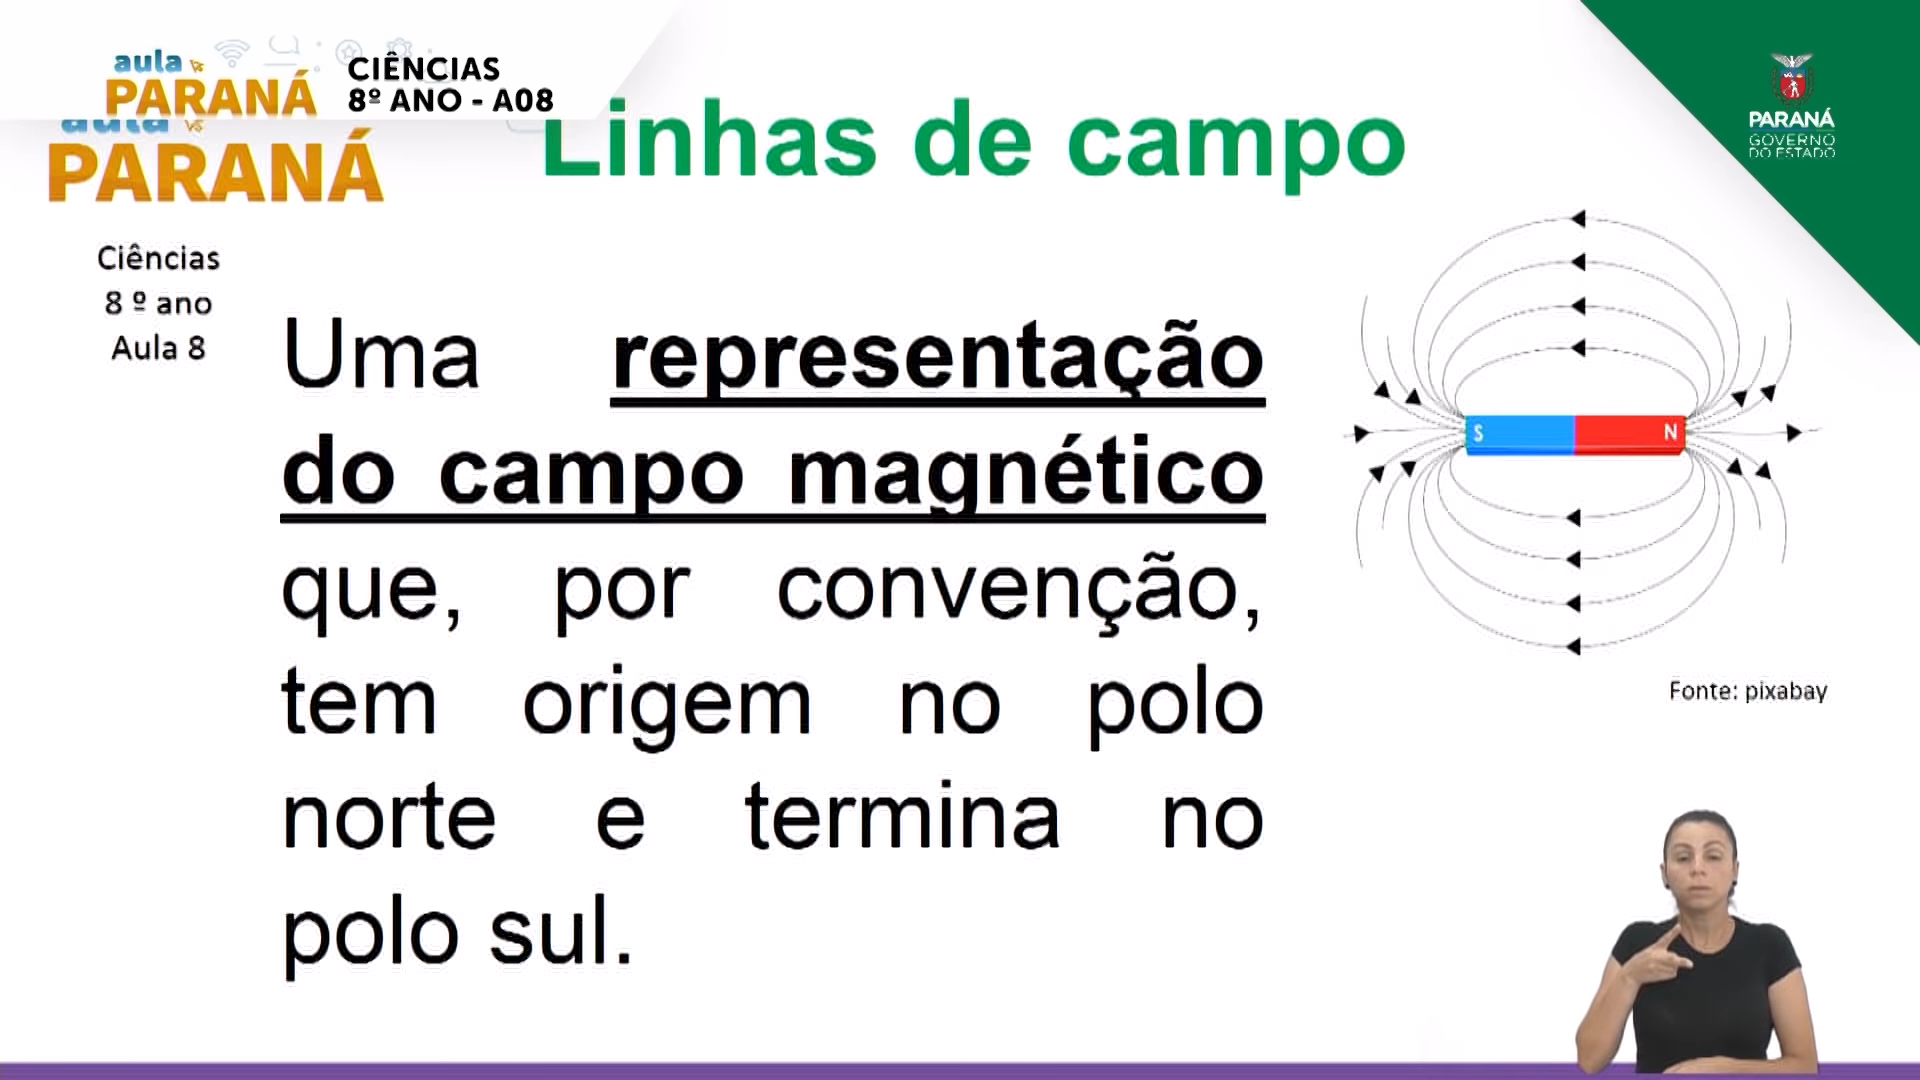 aula
PARANÁ
CIÊNCIAS
8º ANO - A08
aula
PARANÁ
Linhas de campo
PARANÁ
GOVERNO
DO ESTADO
Ciências
8 º ano
Aula 8
Uma representação
do campo magnético
que, por convenção,
tem origem no polo
norte e termina no
polo sul.
S N
Fonte: pixabay